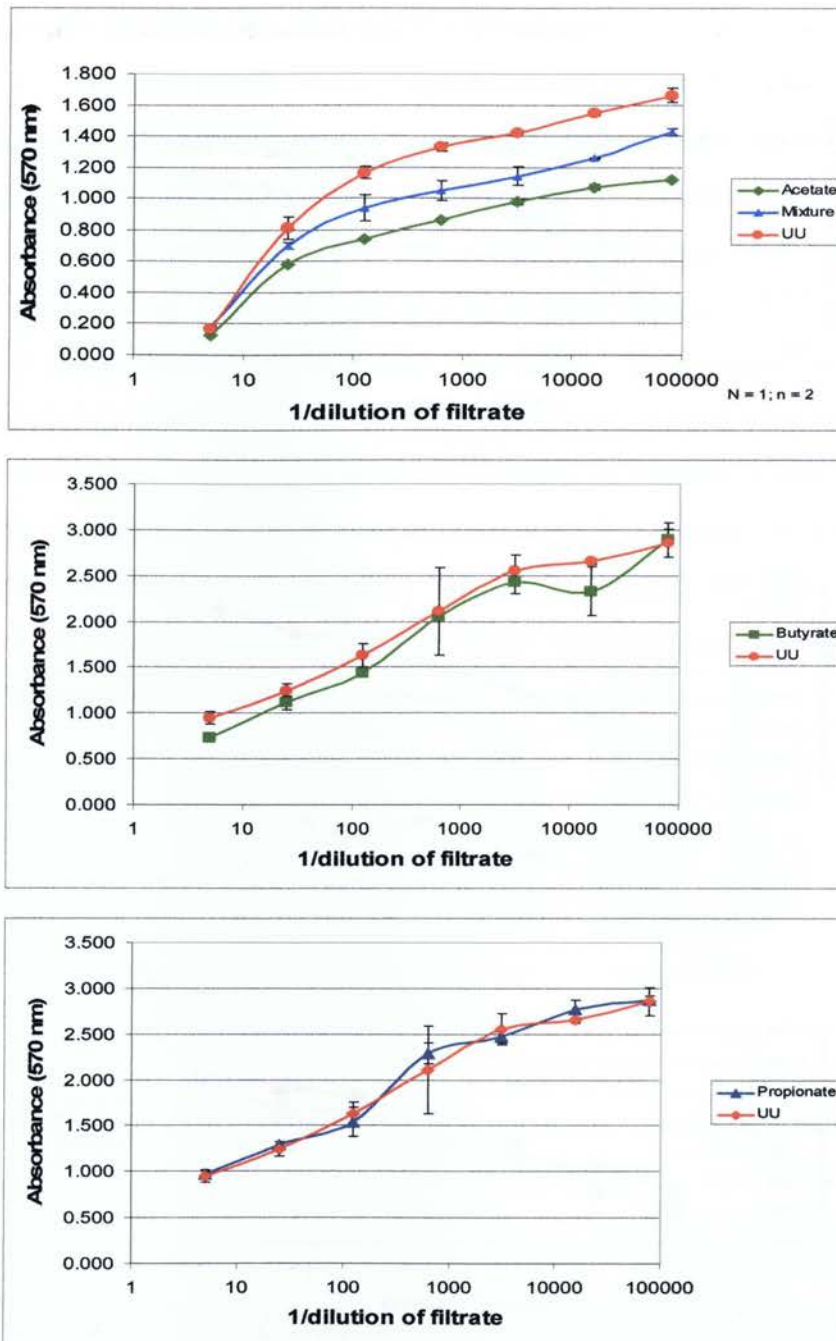 1.800
1.600
1.400
1.200
1.000
0.800
0.600
0.400
0.200
0.000
Absorbance (570 nm)
1 10 100 1000 10000 100000
1/dilution of filtrate
Acetate
Mixture
UU
N = 1; n = 2
3.500
3.000
2.500
2.000
1.500
1.000
0.500
0.000
Absorbance (570 nm)
1 10 100 1000 10000 100000
1/dilution of filtrate
Butyrate
UU
3.500
3.000
2.500
2.000
1.500
1.000
0.500
0.000
Absorbance (570 nm)
1 10 100 1000 10000 100000
1/dilution of filtrate
Propionate
UU